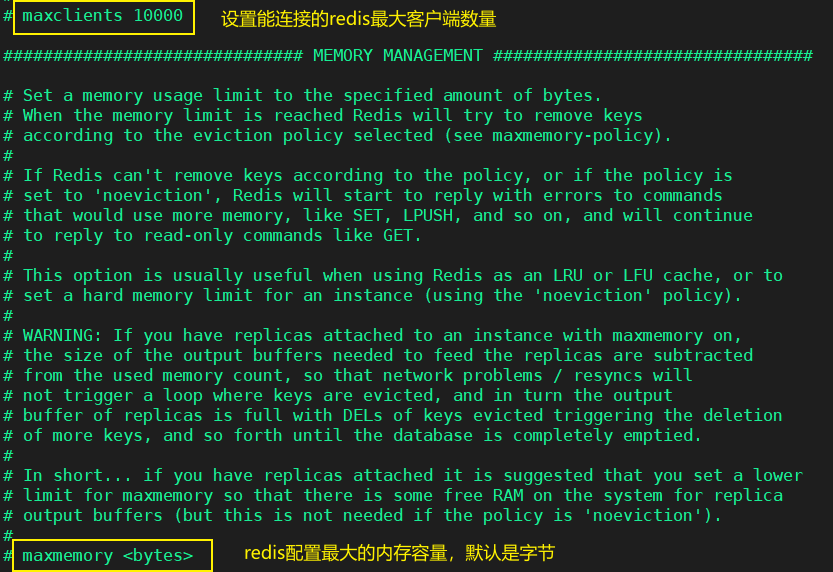 # maxclients 10000 设置能连接的redis最大客户端数量
############################## MEMORY MANAGEMENT ################################
# Set a memory usage limit to the specified amount of bytes.
# When the memory limit is reached Redis will try to remove keys
# according to the eviction policy selected (see maxmemory-policy).
#
# If Redis can't remove keys according to the policy, or if the policy is
# set to 'noeviction', Redis will start to reply with errors to commands
# that would use more memory, like SET, LPUSH, and so on, and will continue
# to reply to read-only commands like GET.
#
# This option is usually useful when using Redis as an LRU or LFU cache, or to
# set a hard memory limit for an instance (using the 'noeviction' policy).
#
# WARNING: If you have replicas attached to an instance with maxmemory on,
# the size of the output buffers needed to feed the replicas are subtracted
# from the used memory count, so that network problems / resyncs will
# not trigger a loop where keys are evicted, and in turn the output
# buffer of replicas is full with DELs of keys evicted triggering the deletion
# of more keys, and so forth until the database is completely emptied.
#
# In short... if you have replicas attached it is suggested that you set a lower
# limit for maxmemory so that there is some free RAM on the system for replica
# output buffers (but this is not needed if the policy is 'noeviction').
#
# maxmemory <bytes> redis配置最大的内存容量，默认是字节